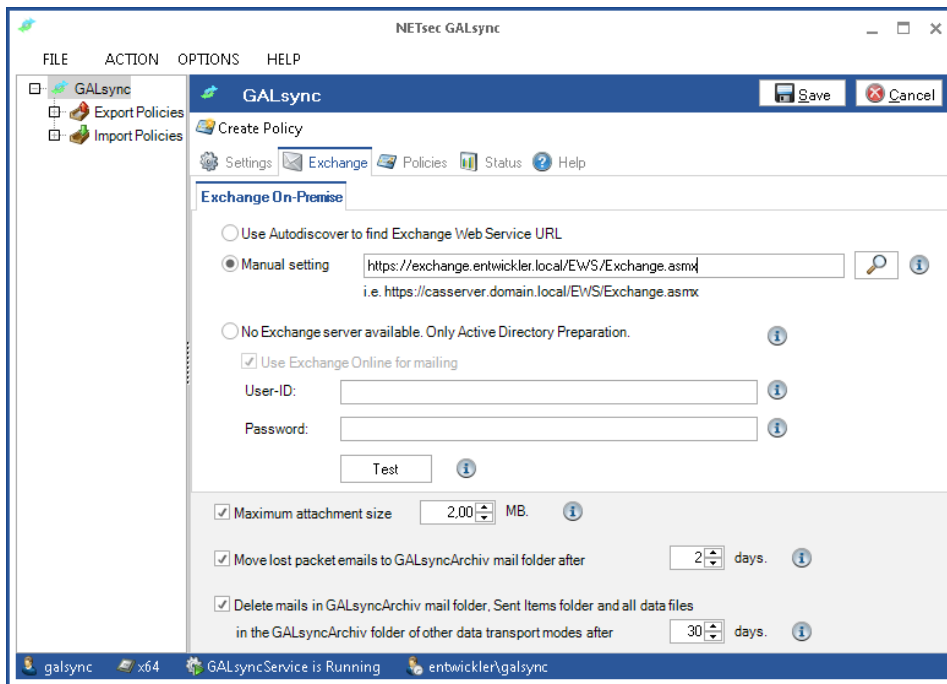 NETsec GALsync
FILE ACTION OPTIONS HELP
GALsync
Export Policies
Import Policies
GALsync Save Cancel
Create Policy
Settings Exchange Policies Status Help
Exchange On-Premise
Use Autodiscover to find Exchange Web Service URL
Manual setting https://exchange.entwickler.local/EWS/Exchange.asmx
i.e. https://casserver.domain.local/EWS/Exchange.asmx
No Exchange server available. Only Active Directory Preparation.
Use Exchange Online for mailing
User-ID:
Password:
Test
Maximum attachment size 2,00 MB.
Move lost packet emails to GALsyncArchiv mail folder after 2 days.
Delete mails in GALsyncArchiv mail folder, Sent Items folder and all data files
in the GALsyncArchiv folder of other data transport modes after 30 days.
galsync x64 GALsyncService is Running entwickler\galsync